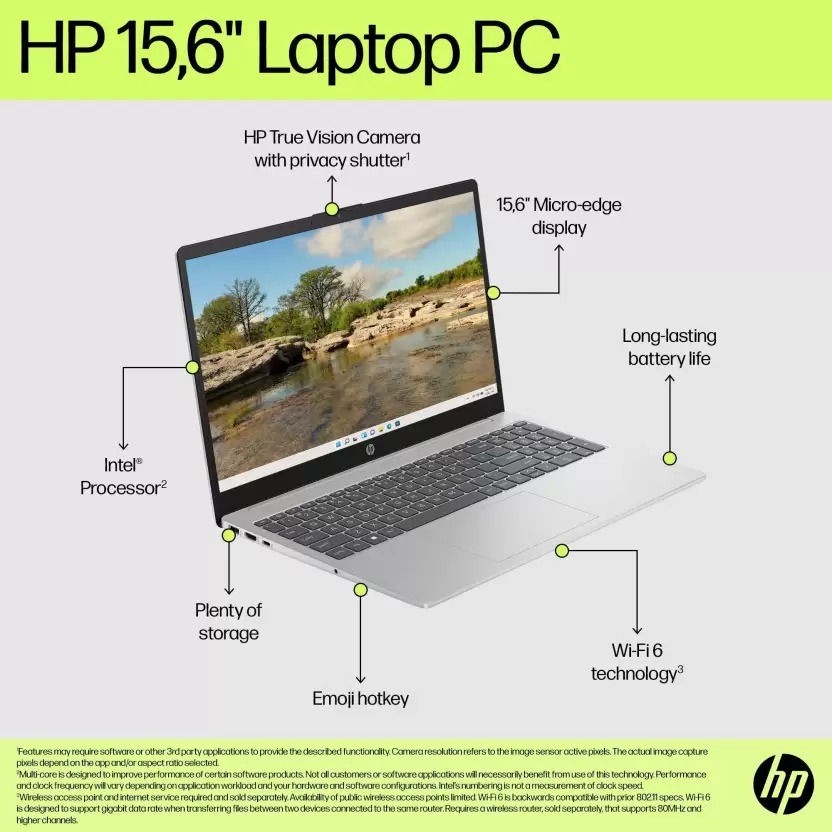 HP 15,6" Laptop PC
HP True Vision Camera
with privacy shutter¹
15,6" Micro-edge
display
Long-lasting
battery life
Intel®
Processor²
Plenty of
storage
Wi-Fi 6
technology³
Emoji hotkey
¹Features may require software or other 3rd party applications to provide the described functionality. Camera resolution refers to the image sensor active pixels. The actual image capture
pixels depend on the app and/or aspect ratio selected.
²Multi-core is designed to improve performance of certain software products. Not all customers or software applications will necessarily benefit from use of this technology. Performance
and clock frequency will vary depending on application workload and your hardware and software configurations. Intel's numbering is not a measurement of clock speed.
³Wireless access point and internet service required and sold separately. Availability of public wireless access points limited. Wi-Fi 6 is backwards compatible with prior 802.11 specs. Wi-Fi 6
is designed to support gigabit data rate when transferring files between two devices connected to the same router. Requires a wireless router, sold separately, that supports 80MHz and
higher channels.
hp